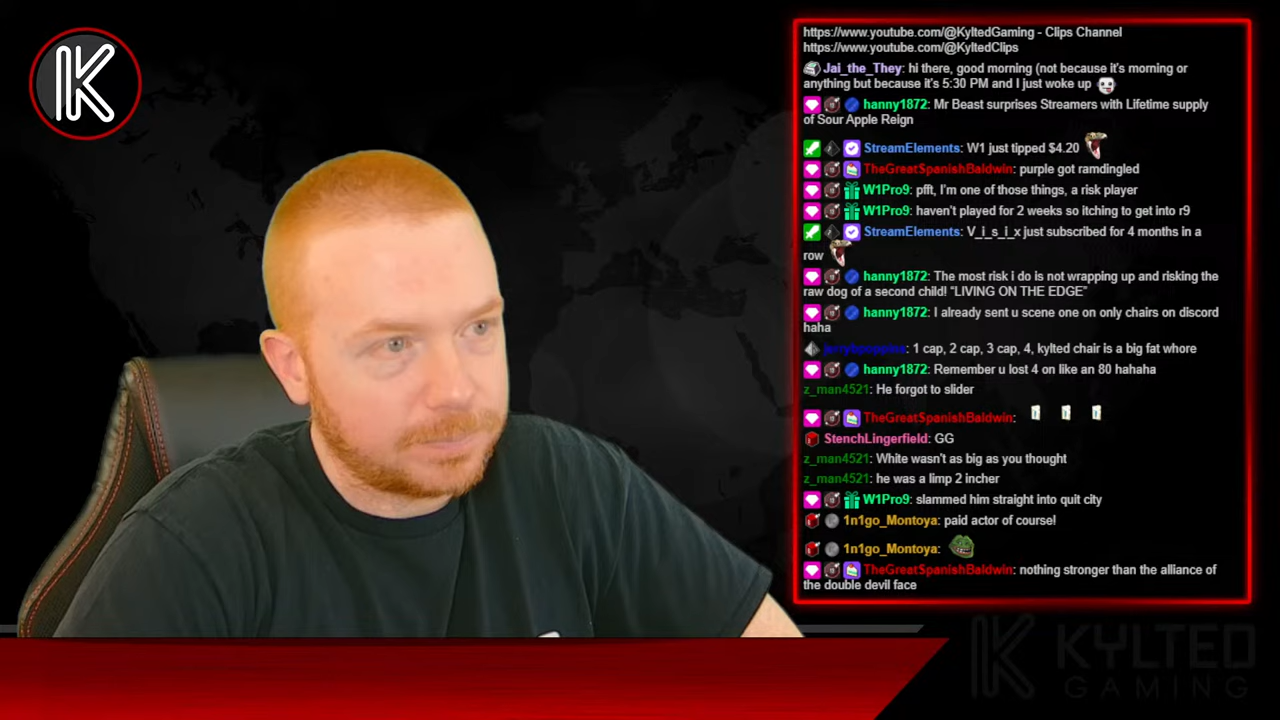 https://www.youtube.com/@KyltedGaming - Clips Channel
https://www.youtube.com/@KyltedClips
Jai_the_They: hi there, good morning (not because it's morning or
anything but because it's 5:30 PM and I just woke up
hanny1872: Mr Beast surprises Streamers with Lifetime supply
of Sour Apple Reign
StreamElements: W1 just tipped $4.20
TheGreatSpanishBaldwin: purple got ramdingled
W1Pro9: pfft, I'm one of those things, a risk player
W1Pro9: haven't played for 2 weeks so itching to get into r9
StreamElements: V_i_s_i_x just subscribed for 4 months in a
row
hanny1872: The most risk i do is not wrapping up and risking the
raw dog of a second child! “LIVING ON THE EDGE”
hanny1872: I already sent u scene one on only chairs on discord
haha
: 1 cap, 2 cap, 3 cap, 4, kylted chair is a big fat whore
hanny1872: Remember u lost 4 on like an 80 hahaha
z_man4521: He forgot to slider
TheGreatSpanishBaldwin:
StenchLingerfield: GG
z_man4521: White wasn't as big as you thought
z_man4521: he was a limp 2 incher
W1Pro9: slammed him straight into quit city
1n1go_Montoya: paid actor of course!
1n1go_Montoya:
TheGreatSpanishBaldwin: nothing stronger than the alliance of
the double devil face
KYLTED
GAMING